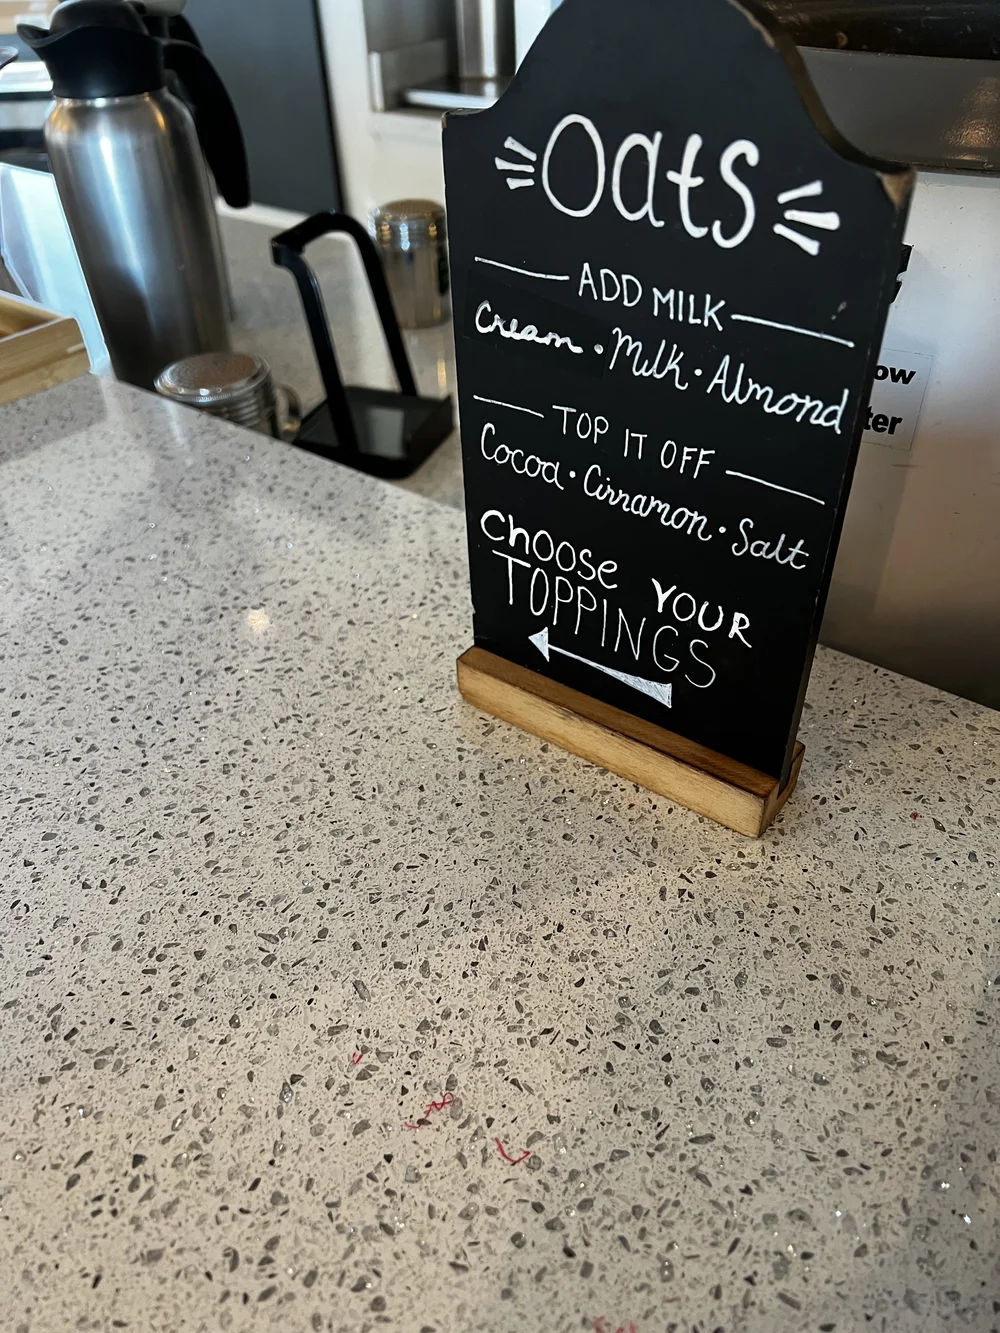 Oats
ADD MILK
Cream • Milk • Almond
TOP IT OFF
Cocoa • Cinnamon • Salt
Choose YOUR
TOPPINGS